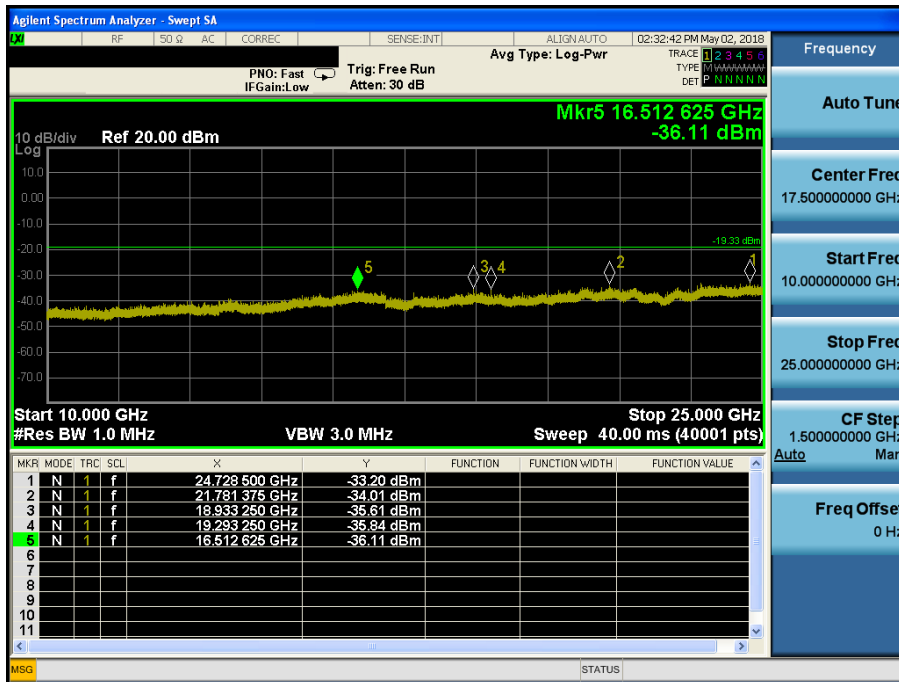 Agilent Spectrum Analyzer - Swept SA
LXI RF 50 Ω AC CORREC SENSE:INT ALIGN AUTO 02:32:42 PM May 02, 2018
Avg Type: Log-Pwr
TRACE 1 2 3 4 5 6
TYPE MWWWWW
DET P N N N N N
PNO: Fast
IFGain:Low
Trig: Free Run
Atten: 30 dB
Mkr5 16.512 625 GHz
-36.11 dBm
10 dB/div Ref 20.00 dBm
Log
10.0
0.00
-10.0
-20.0
-30.0
-40.0
-50.0
-60.0
-70.0
-19.33 dBm
5
3
4
2
1
Start 10.000 GHz Stop 25.000 GHz
#Res BW 1.0 MHz VBW 3.0 MHz Sweep 40.00 ms (40001 pts)
MKR MODE TRC SCL X Y FUNCTION FUNCTION WIDTH FUNCTION VALUE
1 N 1 f 24.728 500 GHz -33.20 dBm
2 N 1 f 21.781 375 GHz -34.01 dBm
3 N 1 f 18.933 250 GHz -35.61 dBm
4 N 1 f 19.293 250 GHz -35.84 dBm
5 N 1 f 16.512 625 GHz -36.11 dBm
6
7
8
9
10
11
MSG STATUS
Frequency
Auto Tune
Center Freq
17.500000000 GHz
Start Freq
10.000000000 GHz
Stop Freq
25.000000000 GHz
CF Step
1.500000000 GHz
Auto Man
Freq Offset
0 Hz